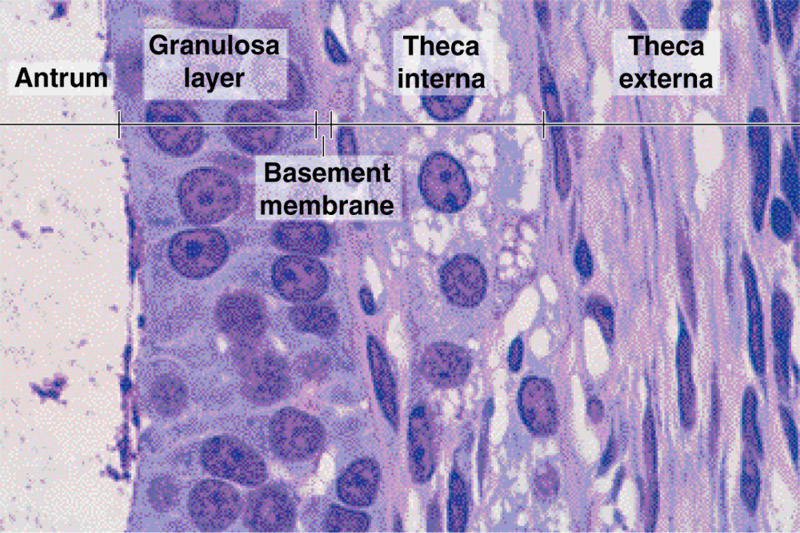 Antrum
Granulosa
layer
Theca
interna
Theca
externa
Basement
membrane